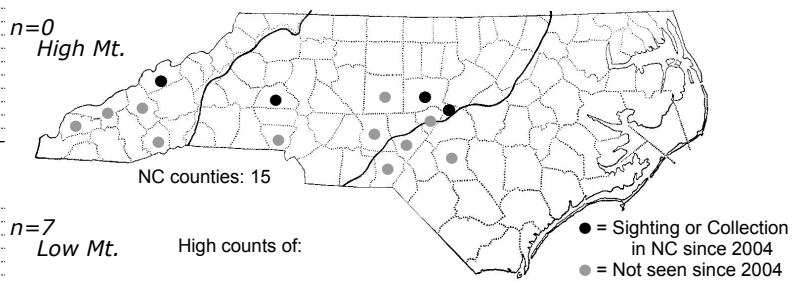 n=0
High Mt.
NC counties: 15
n=7
Low Mt.
High counts of:
= Sighting or Collection
in NC since 2004
= Not seen since 2004